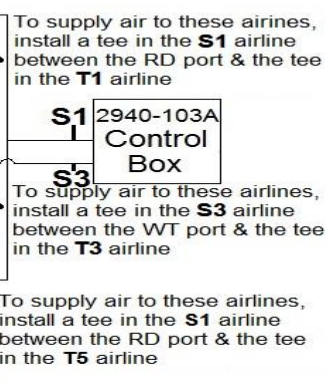 To supply air to these airines,
install a tee in the S1 airline
between the RD port & the tee
in the T1 airline
S1
2940-103A
Control
Box
S3
To supply air to these airlines,
install a tee in the S3 airline
between the WT port & the tee
in the T3 airline
To supply air to these airlines,
install a tee in the S1 airline
between the RD port & the tee
in the T5 airline